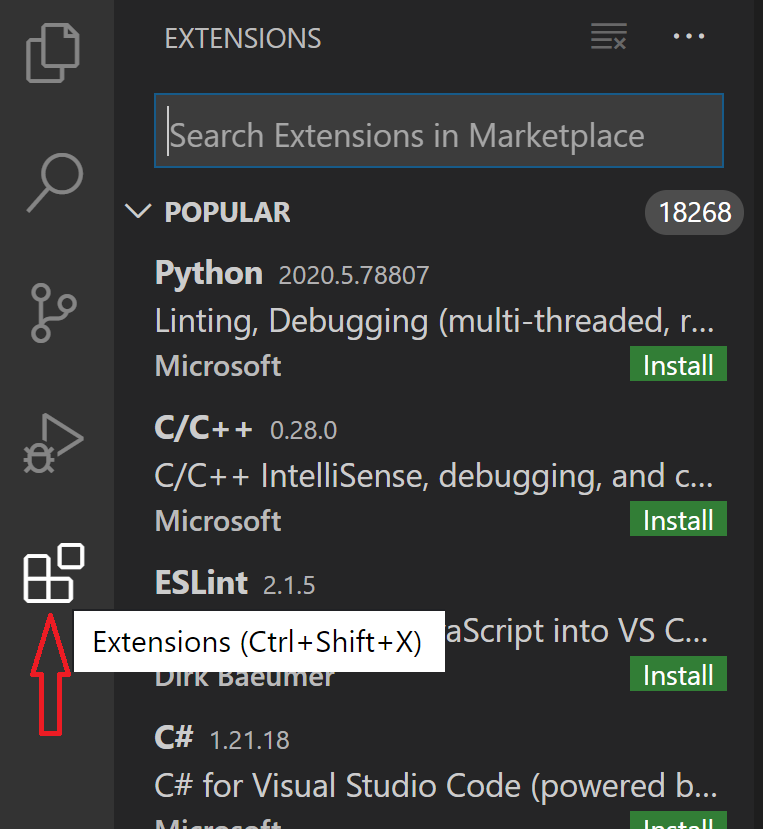 EXTENSIONS
Search Extensions in Marketplace
POPULAR 18268
Python 2020.5.78807
Linting, Debugging (multi-threaded, r...
Microsoft Install
C/C++ 0.28.0
C/C++ IntelliSense, debugging, and c...
Microsoft Install
ESLint 2.1.5
Extensions (Ctrl+Shift+X) aScript into VS C...
Dirk Baeumer Install
C# 1.21.18
C# for Visual Studio Code (powered b...
Microsoft Install